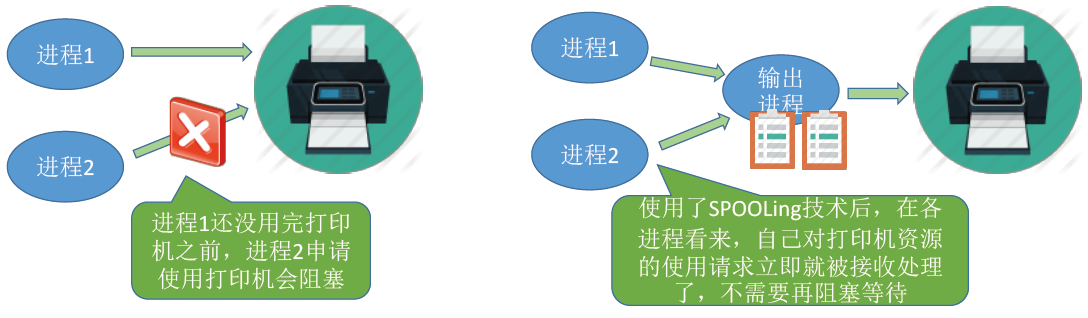 进程1
进程2
进程1还没用完打印
机之前，进程2申请
使用打印机会阻塞
进程1
进程2
输出
进程
使用了SPOOLing技术后，在各
进程看来，自己对打印机资源
的使用请求立即就被接收处理
了，不需要再阻塞等待